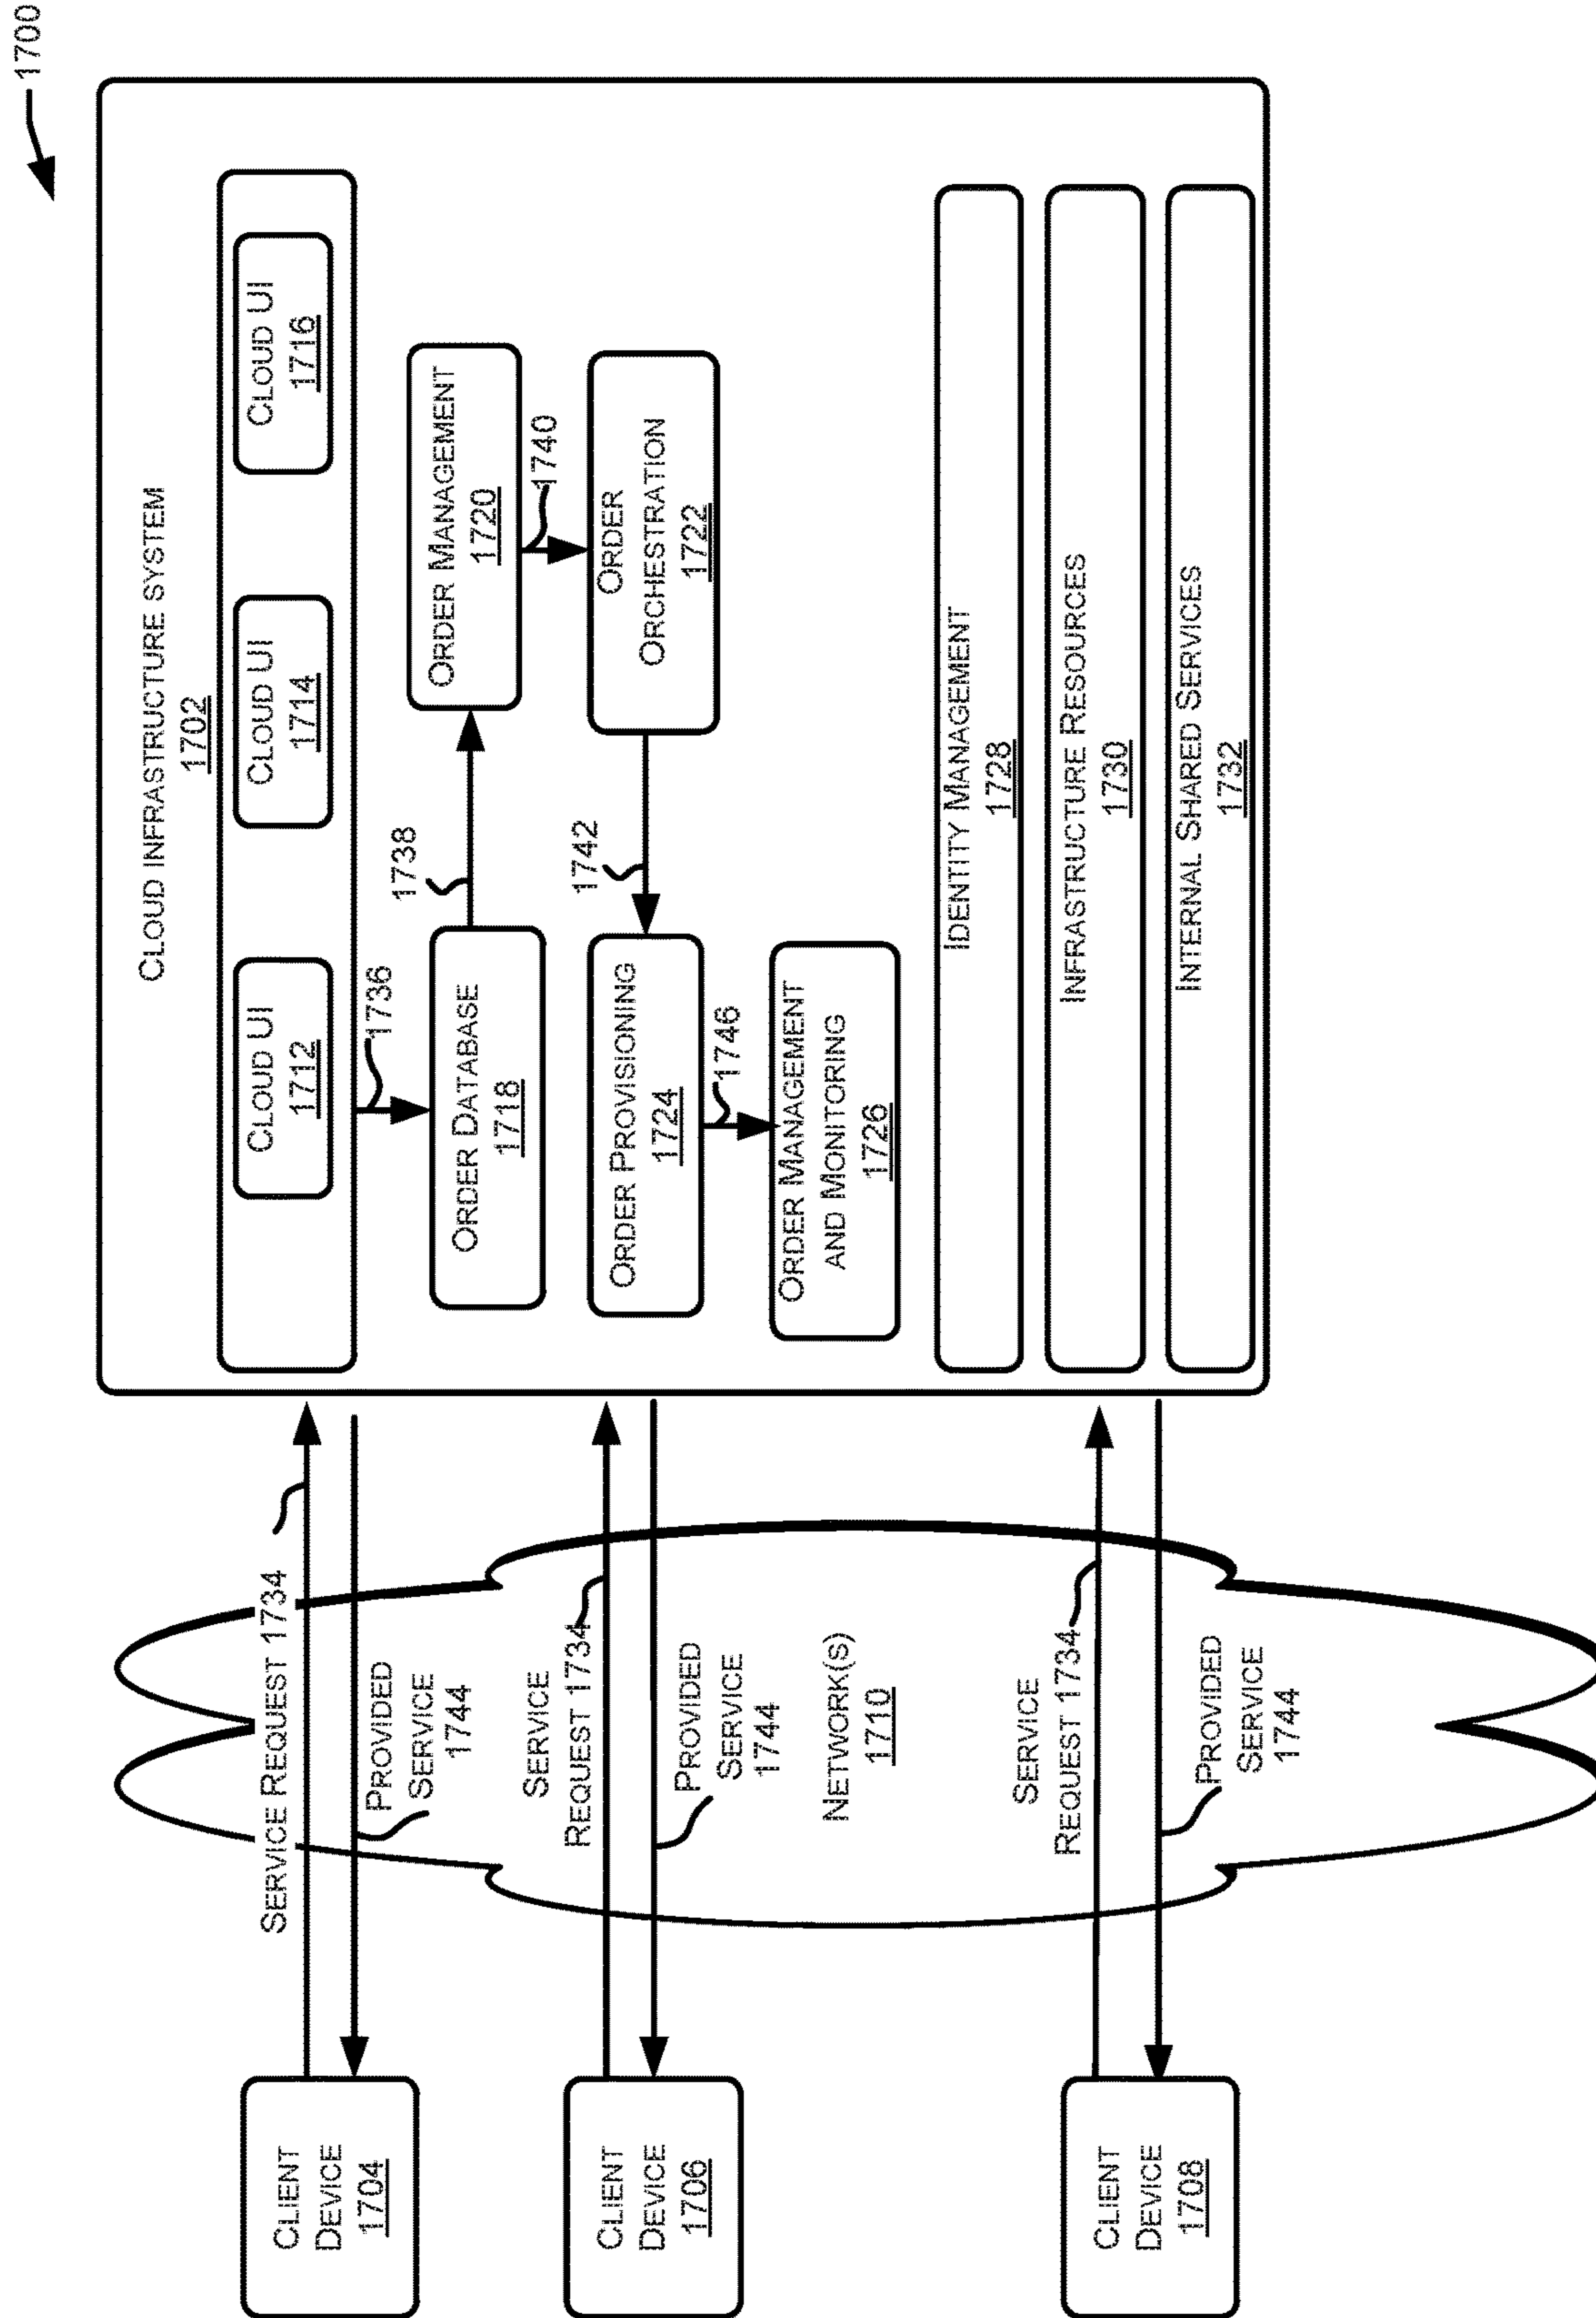 1700
CLOUD INFRASTRUCTURE SYSTEM
1702
CLOUD UI
1712
CLOUD UI
1714
CLOUD UI
1716
1736
ORDER DATABASE
1718
1738
ORDER MANAGEMENT
1720
1740
ORDER
ORCHESTRATION
1722
1742
ORDER PROVISIONING
1724
1746
ORDER MANAGEMENT
AND MONITORING
1726
IDENTITY MANAGEMENT
1728
INFRASTRUCTURE RESOURCES
1730
INTERNAL SHARED SERVICES
1732
SERVICE REQUEST 1734
PROVIDED
SERVICE
1744
SERVICE
REQUEST 1734
PROVIDED
SERVICE
1744
NETWORK(S)
1710
SERVICE
REQUEST 1734
PROVIDED
SERVICE
1744
CLIENT
DEVICE
1704
CLIENT
DEVICE
1706
CLIENT
DEVICE
1708